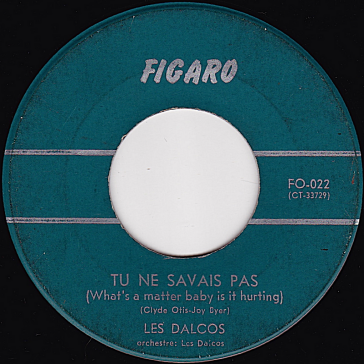 FIGARO
FO-022
(CT-33729)
TU NE SAVAIS PAS
(What's a matter baby is it hurting)
(Clyde Otis-Joy Byer)
LES DALCOS
orchestre: Les Dalcos